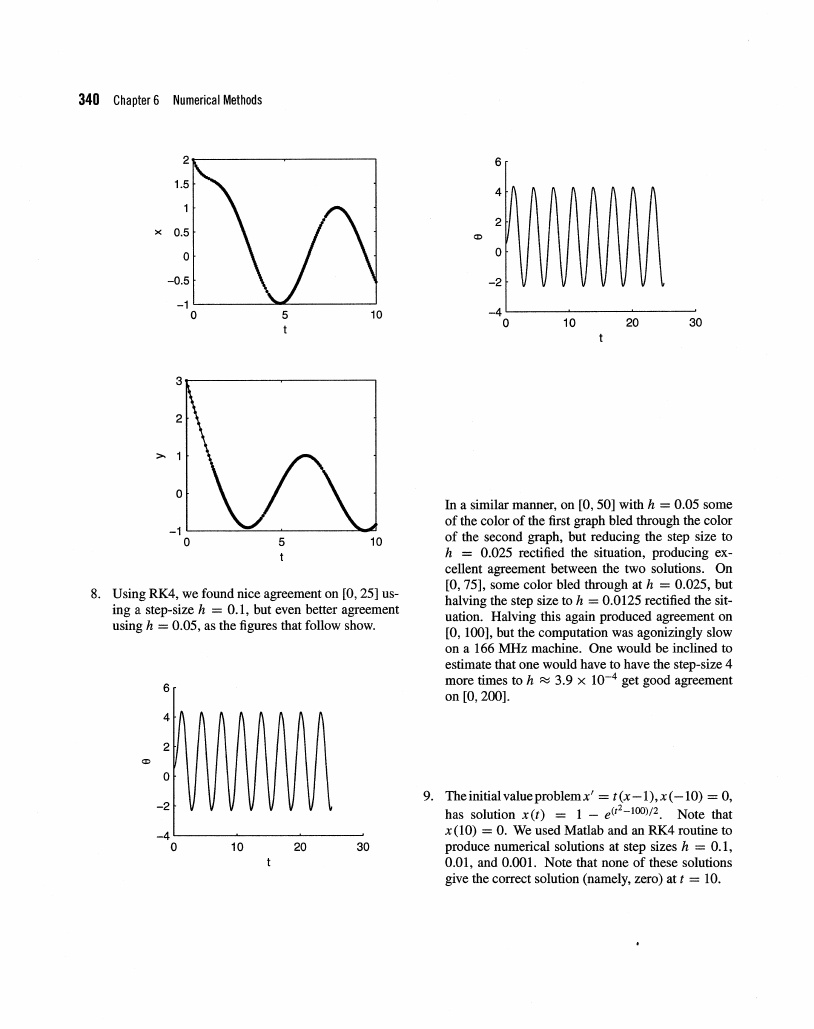 340 Chapter 6 Numerical Methods
2
1.5
1
x 0.5
0
−0.5
−1
0 5 10
t
3
2
y 1
0
−1
0 5 10
t
8. Using RK4, we found nice agreement on [0, 25] us-
ing a step-size h = 0.1, but even better agreement
using h = 0.05, as the figures that follow show.
6
4
2
θ
0
−2
−4
0 10 20 30
t
6
4
2
θ
0
−2
−4
0 10 20 30
t
In a similar manner, on [0, 50] with h = 0.05 some
of the color of the first graph bled through the color
of the second graph, but reducing the step size to
h = 0.025 rectified the situation, producing ex-
cellent agreement between the two solutions. On
[0, 75], some color bled through at h = 0.025, but
halving the step size to h = 0.0125 rectified the sit-
uation. Halving this again produced agreement on
[0, 100], but the computation was agonizingly slow
on a 166 MHz machine. One would be inclined to
estimate that one would have to have the step-size 4
more times to h ≈ 3.9 × 10⁻⁴ get good agreement
on [0, 200].
9. The initial value problem x′ = t(x−1), x(−10) = 0,
has solution x(t) = 1 − e^{(t²−100)/2}. Note that
x(10) = 0. We used Matlab and an RK4 routine to
produce numerical solutions at step sizes h = 0.1,
0.01, and 0.001. Note that none of these solutions
give the correct solution (namely, zero) at t = 10.